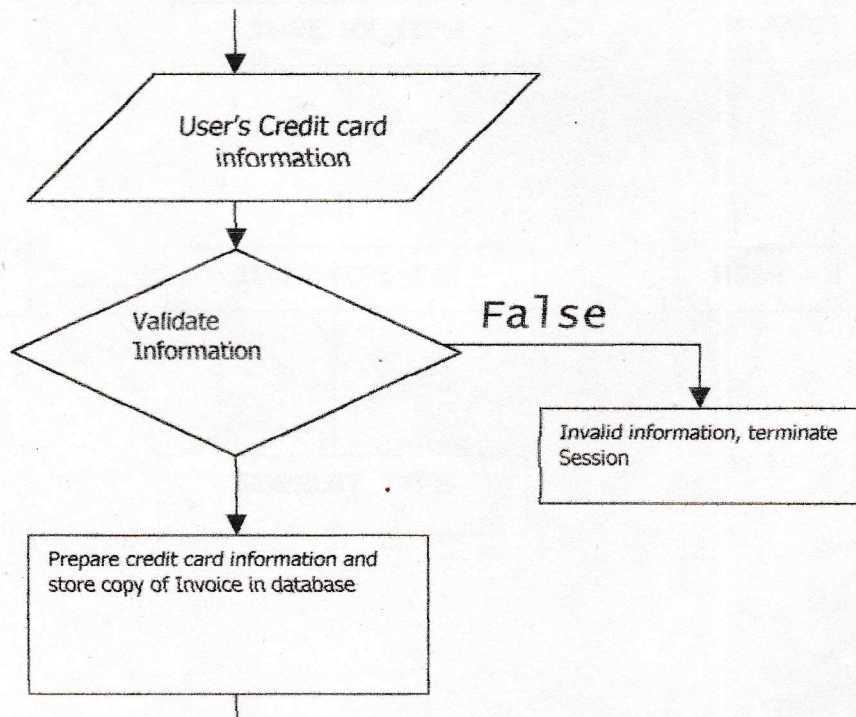 User's Credit card
information
Validate
Information
False
Invalid information, terminate
Session
Prepare credit card information and
store copy of Invoice in database